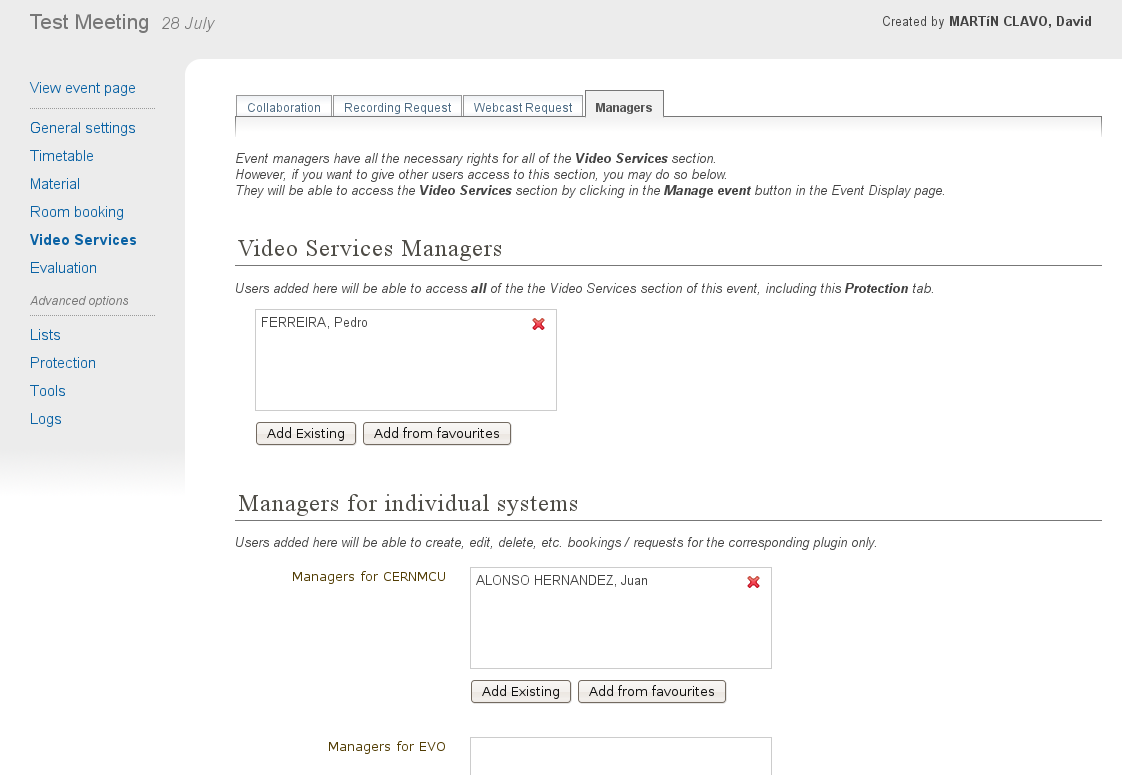 Test Meeting 28 July
Created by MARTíN CLAVO, David
View event page
General settings
Timetable
Material
Room booking
Video Services
Evaluation
Advanced options
Lists
Protection
Tools
Logs
Collaboration Recording Request Webcast Request Managers
Event managers have all the necessary rights for all of the Video Services section.
However, if you want to give other users access to this section, you may do so below.
They will be able to access the Video Services section by clicking in the Manage event button in the Event Display page.
Video Services Managers
Users added here will be able to access all of the the Video Services section of this event, including this Protection tab.
FERREIRA, Pedro
Add Existing Add from favourites
Managers for individual systems
Users added here will be able to create, edit, delete, etc. bookings / requests for the corresponding plugin only.
Managers for CERNMCU
ALONSO HERNANDEZ, Juan
Add Existing Add from favourites
Managers for EVO